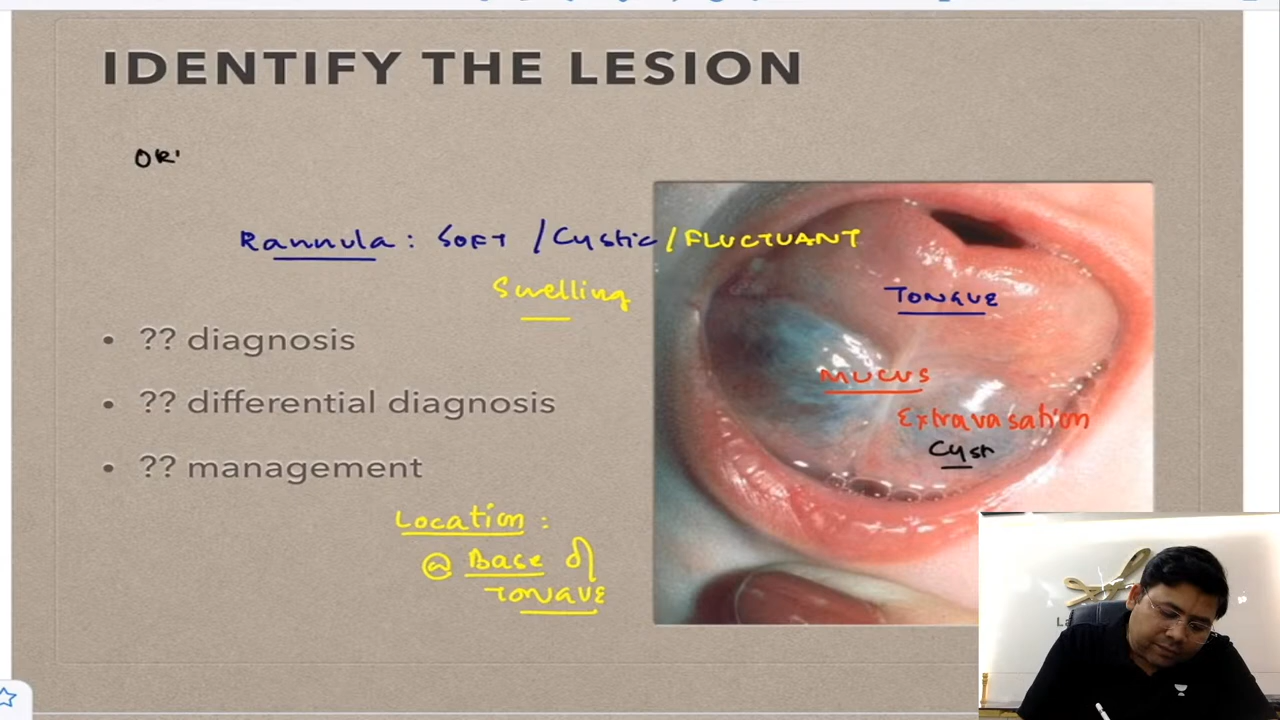 IDENTIFY THE LESION
OR
Rannula : SOFT / Cystic / FLUCTUANT
Swelling
TONGUE
• ?? diagnosis
MUCUS
• ?? differential diagnosis
Extravasation
Cyst
• ?? management
Location :
@ Base of
TONGUE